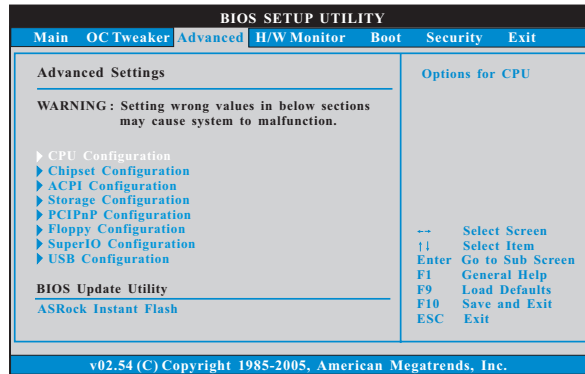 BIOS SETUP UTILITY
Main OC Tweaker Advanced H/W Monitor Boot Security Exit
Advanced Settings
WARNING : Setting wrong values in below sections
may cause system to malfunction.
CPU Configuration
Chipset Configuration
ACPI Configuration
Storage Configuration
PCIPnP Configuration
Floppy Configuration
SuperIO Configuration
USB Configuration
BIOS Update Utility
ASRock Instant Flash
Options for CPU
↔ Select Screen
↑↓ Select Item
Enter Go to Sub Screen
F1 General Help
F9 Load Defaults
F10 Save and Exit
ESC Exit
v02.54 (C) Copyright 1985-2005, American Megatrends, Inc.